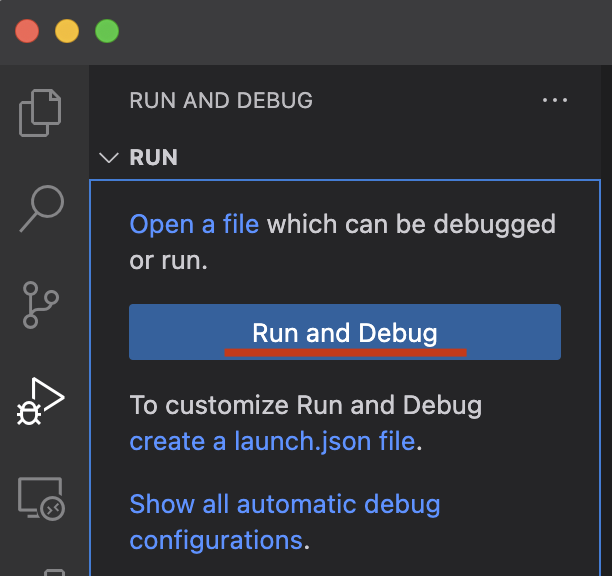 RUN AND DEBUG
RUN
Open a file which can be debugged
or run.
Run and Debug
To customize Run and Debug
create a launch.json file.
Show all automatic debug
configurations.